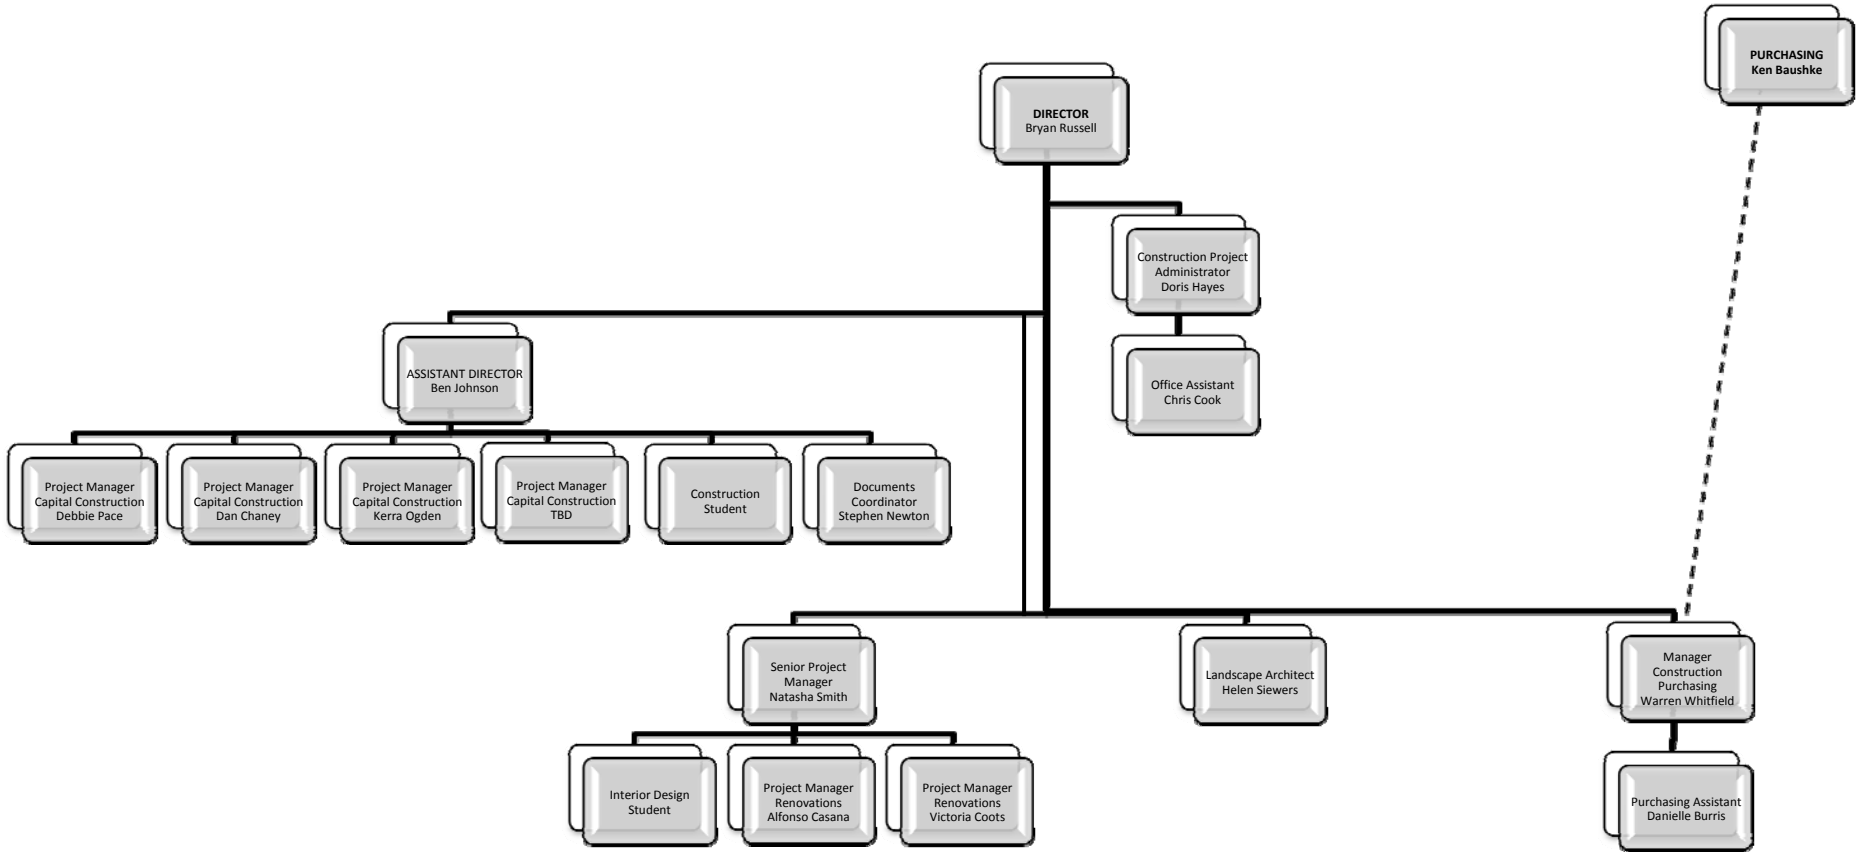 PURCHASING
Ken Baushke
DIRECTOR
Bryan Russell
Construction Project
Administrator
Doris Hayes
ASSISTANT DIRECTOR
Ben Johnson
Office Assistant
Chris Cook
Project Manager
Capital Construction
Debbie Pace
Project Manager
Capital Construction
Dan Chaney
Project Manager
Capital Construction
Kerra Ogden
Project Manager
Capital Construction
TBD
Construction
Student
Documents
Coordinator
Stephen Newton
Senior Project
Manager
Natasha Smith
Landscape Architect
Helen Siewers
Manager
Construction
Purchasing
Warren Whitfield
Interior Design
Student
Project Manager
Renovations
Alfonso Casana
Project Manager
Renovations
Victoria Coots
Purchasing Assistant
Danielle Burris